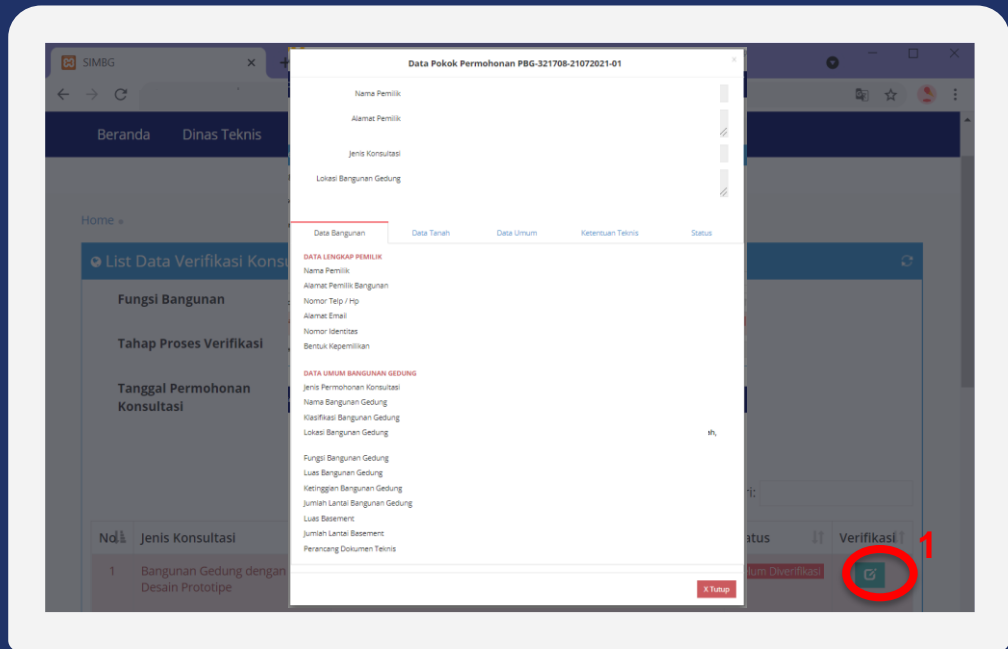 SIMBG
Data Pokok Permohonan PBG-321708-21072021-01
Nama Pemilik
Alamat Pemilik
Jenis Konsultasi
Lokasi Bangunan Gedung
Beranda Dinas Teknis
Home »
Data Bangunan Data Tanah Data Umum Ketentuan Teknis Status
List Data Verifikasi
DATA LENGKAP PEMILIK
Nama Pemilik
Alamat Pemilik Bangunan
Nomor Telp / Hp
Alamat Email
Nomor Identitas
Bentuk Kepemilikan
Fungsi Bangunan
Tahap Proses Verifikasi
Tanggal Permohonan
Konsultasi
DATA UMUM BANGUNAN GEDUNG
Jenis Permohonan Konsultasi
Nama Bangunan Gedung
Klasifikasi Bangunan Gedung
Lokasi Bangunan Gedung ah,
Fungsi Bangunan Gedung
Luas Bangunan Gedung
Ketinggian Bangunan Gedung
Jumlah Lantai Bangunan Gedung
Luas Basement
Jumlah Lantai Basement
Perancang Dokumen Teknis
ri:
No Jenis Konsultasi atus Verifikasi 1
1 Bangunan Gedung dengan
Desain Prototipe
lum Diverifikasi
X Tutup